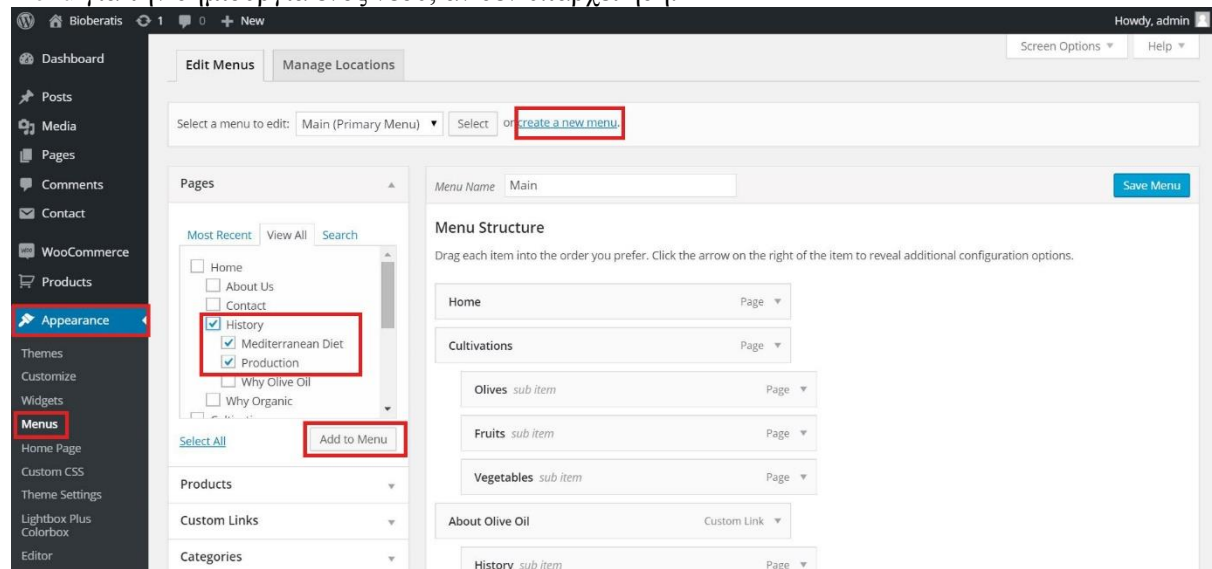 Bioberatis 1 0 + New Howdy, admin
Screen Options Help
Dashboard
Posts
Media
Pages
Comments
Contact
WooCommerce
Products
Appearance
Themes
Customize
Widgets
Menus
Home Page
Custom CSS
Theme Settings
Lightbox Plus
Colorbox
Editor
Edit Menus Manage Locations
Select a menu to edit: Main (Primary Menu) Select or create a new menu.
Pages
Most Recent View All Search
Home
About Us
Contact
History
Mediterranean Diet
Production
Why Olive Oil
Why Organic
Select All Add to Menu
Products
Custom Links
Categories
Menu Name Main Save Menu
Menu Structure
Drag each item into the order you prefer. Click the arrow on the right of the item to reveal additional configuration options.
Home Page
Cultivations Page
Olives sub item Page
Fruits sub item Page
Vegetables sub item Page
About Olive Oil Custom Link
History sub item Page